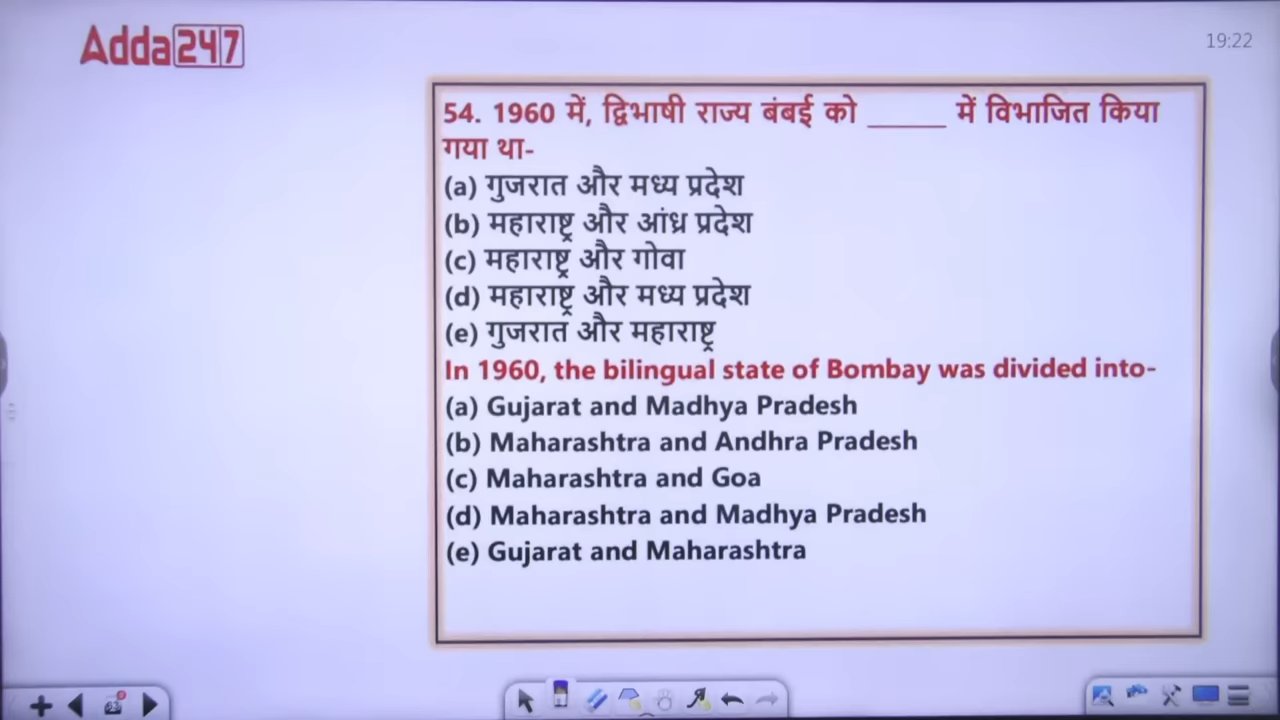 Adda247
19:22
54. 1960 में, द्विभाषी राज्य बंबई को _____ में विभाजित किया
गया था-
(a) गुजरात और मध्य प्रदेश
(b) महाराष्ट्र और आंध्र प्रदेश
(c) महाराष्ट्र और गोवा
(d) महाराष्ट्र और मध्य प्रदेश
(e) गुजरात और महाराष्ट्र
In 1960, the bilingual state of Bombay was divided into-
(a) Gujarat and Madhya Pradesh
(b) Maharashtra and Andhra Pradesh
(c) Maharashtra and Goa
(d) Maharashtra and Madhya Pradesh
(e) Gujarat and Maharashtra